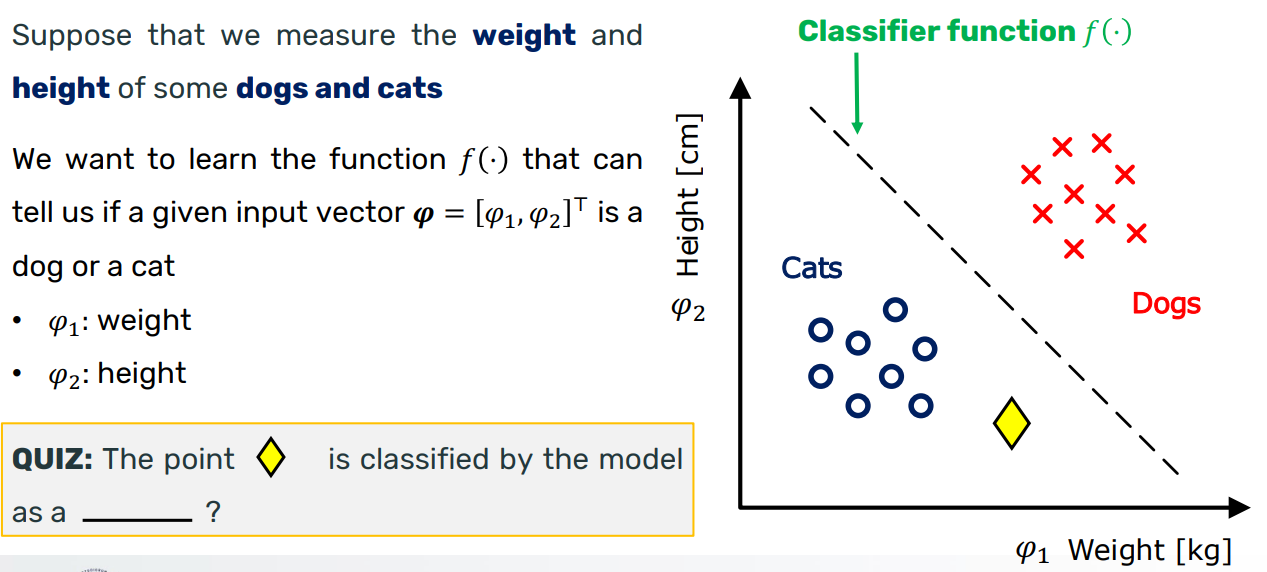 Suppose that we measure the weight and
height of some dogs and cats
We want to learn the function f(·) that can
tell us if a given input vector φ = [φ₁, φ₂]ᵀ is a
dog or a cat
• φ₁: weight
• φ₂: height
QUIZ: The point is classified by the model
as a ________ ?
Classifier function f(·)
Height [cm]
φ₂
Cats
Dogs
φ₁ Weight [kg]